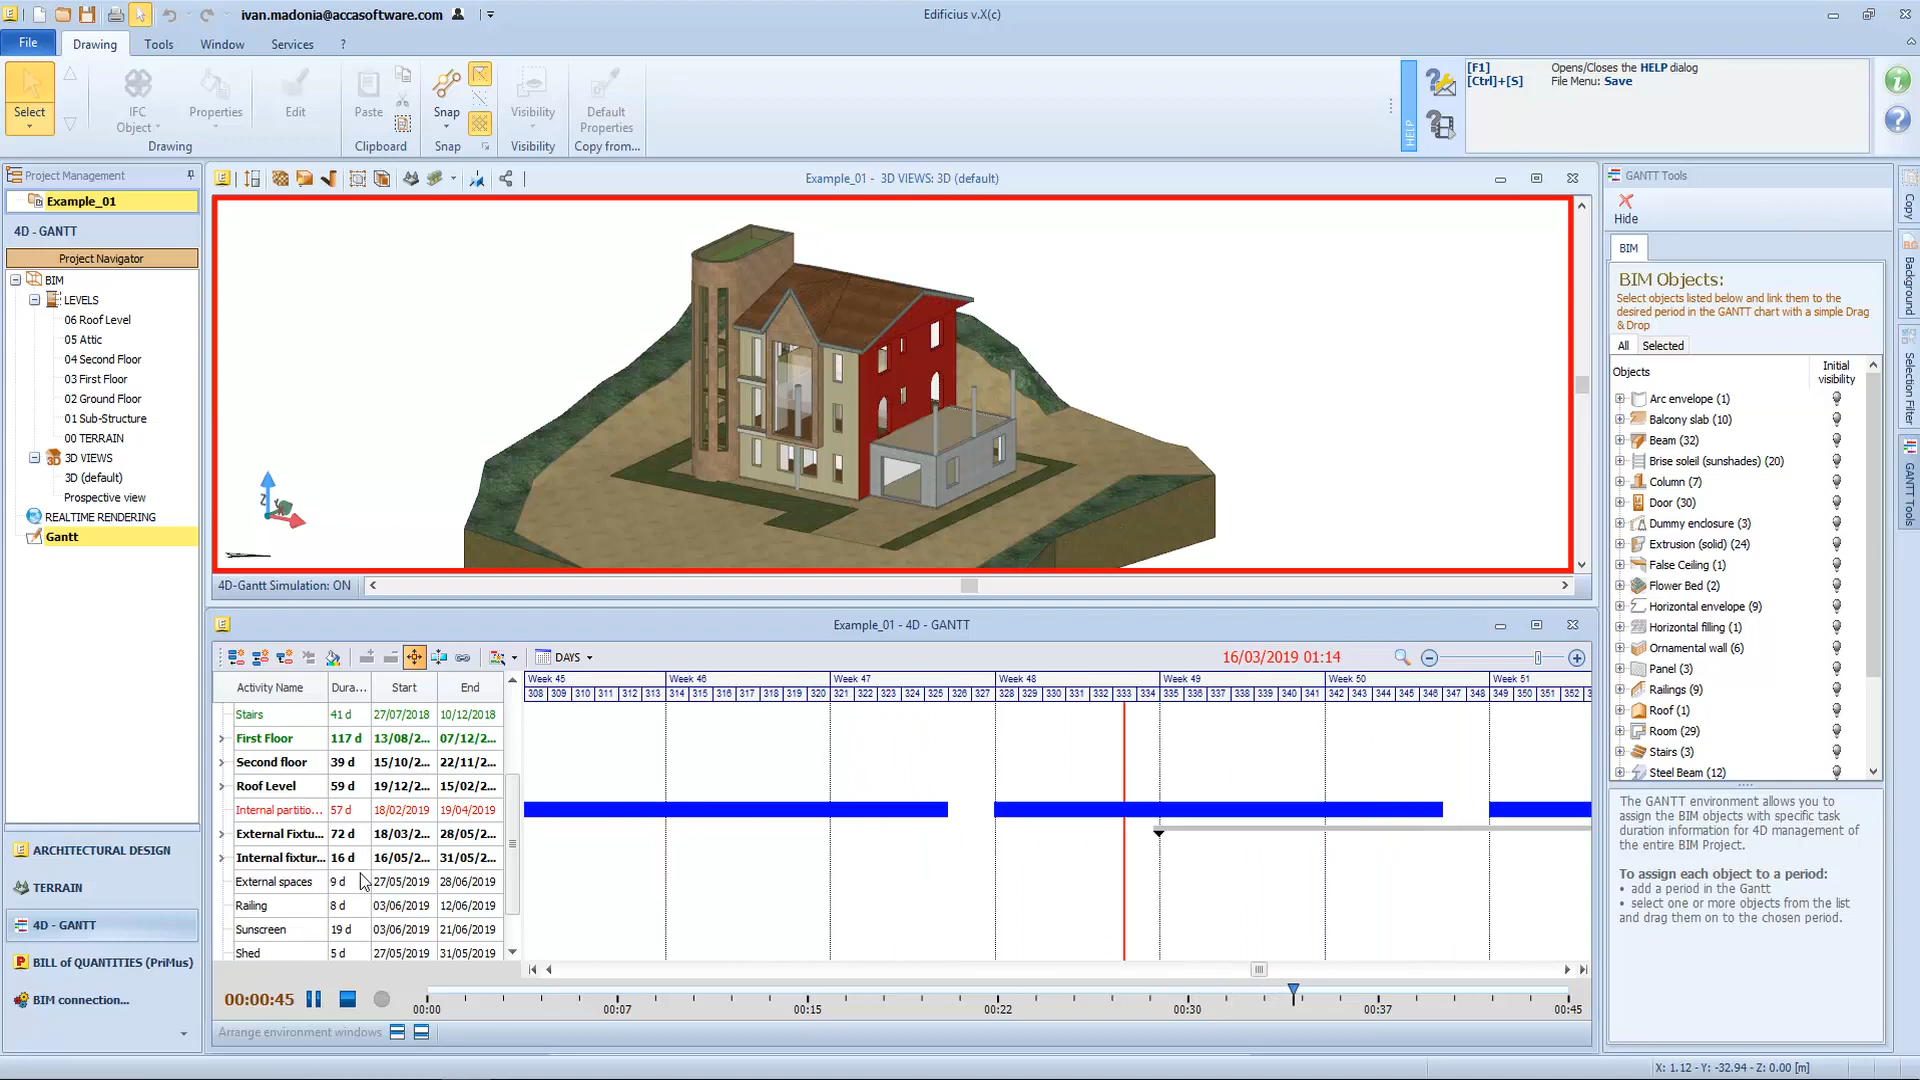 ivan.madonia@accasoftware.com
Edificius v.X(c)
File
Drawing
Tools
Window
Services
?
Select
IFC
Object
Properties
Edit
Drawing
Paste
Clipboard
Snap
Snap
Visibility
Visibility
Default
Properties
Copy from...
HELP
[F1] Opens/Closes the HELP dialog
[Ctrl]+[S] File Menu: Save
Project Management
Example_01
4D - GANTT
Project Navigator
BIM
LEVELS
06 Roof Level
05 Attic
04 Second Floor
03 First Floor
02 Ground Floor
01 Sub-Structure
00 TERRAIN
3D VIEWS
3D (default)
Prospective view
REALTIME RENDERING
Gantt
ARCHITECTURAL DESIGN
TERRAIN
4D - GANTT
BILL of QUANTITIES (PriMus)
BIM connection...
Example_01 - 3D VIEWS: 3D (default)
Z
4D-Gantt Simulation: ON
Example_01 - 4D - GANTT
DAYS
16/03/2019 01:14
Activity Name Dura... Start End
Stairs 41 d 27/07/2018 10/12/2018
First Floor 117 d 13/08/2... 07/12/2...
Second floor 39 d 15/10/2... 22/11/2...
Roof Level 59 d 19/12/2... 15/02/2...
Internal partitio... 57 d 18/02/2019 19/04/2019
External Fixtu... 72 d 18/03/2... 28/05/2...
Internal fixtur... 16 d 16/05/2... 31/05/2...
External spaces 9 d 27/05/2019 28/06/2019
Railing 8 d 03/06/2019 12/06/2019
Sunscreen 19 d 03/06/2019 21/06/2019
Shed 5 d 27/05/2019 31/05/2019
Week 45 Week 46 Week 47 Week 48 Week 49 Week 50 Week 51
308 309 310 311 312 313 314 315 316 317 318 319 320 321 322 323 324 325 326 327 328 329 330 331 332 333 334 335 336 337 338 339 340 341 342 343 344 345 346 347 348 349 350 351 352
00:00:45
00:00 00:07 00:15 00:22 00:30 00:37 00:45
Arrange environment windows
GANTT Tools
Hide
BIM
BIM Objects:
Select objects listed below and link them to the
desired period in the GANTT chart with a simple Drag
& Drop
All Selected
Objects Initial
visibility
Arc envelope (1)
Balcony slab (10)
Beam (32)
Brise soleil (sunshades) (20)
Column (7)
Door (30)
Dummy enclosure (3)
Extrusion (solid) (24)
False Ceiling (1)
Flower Bed (2)
Horizontal envelope (9)
Horizontal filling (1)
Ornamental wall (6)
Panel (3)
Railings (9)
Roof (1)
Room (29)
Stairs (3)
Steel Beam (12)
The GANTT environment allows you to
assign the BIM objects with specific task
duration information for 4D management of
the entire BIM Project.
To assign each object to a period:
• add a period in the Gantt
• select one or more objects from the list
and drag them on to the chosen period.
Copy
Background
Selection Filter
GANTT Tools
X: 1.12 - Y: -32.94 - Z: 0.00 [m]